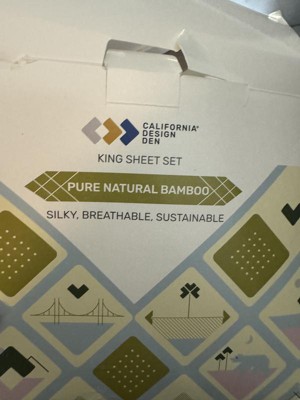 CALIFORNIA®
DESIGN
DEN
KING SHEET SET
PURE NATURAL BAMBOO
SILKY, BREATHABLE, SUSTAINABLE